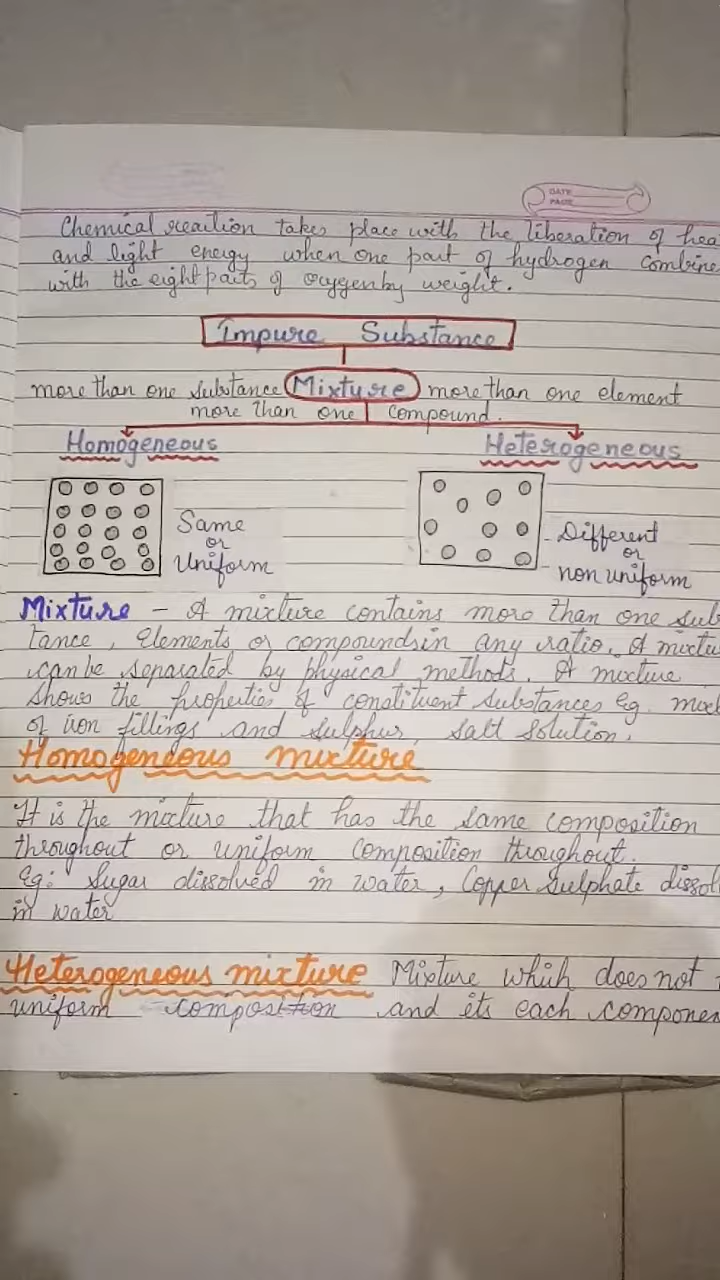 DATE
PAGE
Chemical reaction takes place with the liberation of hea
and light energy when one part of hydrogen combine
with the eight parts of oxygen by weight.
Impure Substance
more than one substance Mixture more than one element
more than one compound.
Homogeneous Heterogeneous
Same
or
Uniform
Different
or
non uniform
Mixture - A mixture contains more than one sub
tance, elements or compounds in any ratio. A mixtu
can be separated by physical methods. A mixture
shows the properties of constituent substances Eg. mix
of iron fillings and sulphur, salt solution.
Homogeneous mixture
It is the mixture that has the same composition
throughout or uniform composition throughout.
Eg: Sugar dissolved in water, Copper Sulphate dissol
in water
Heterogeneous mixture Mixture which does not
uniform composition and its each componen